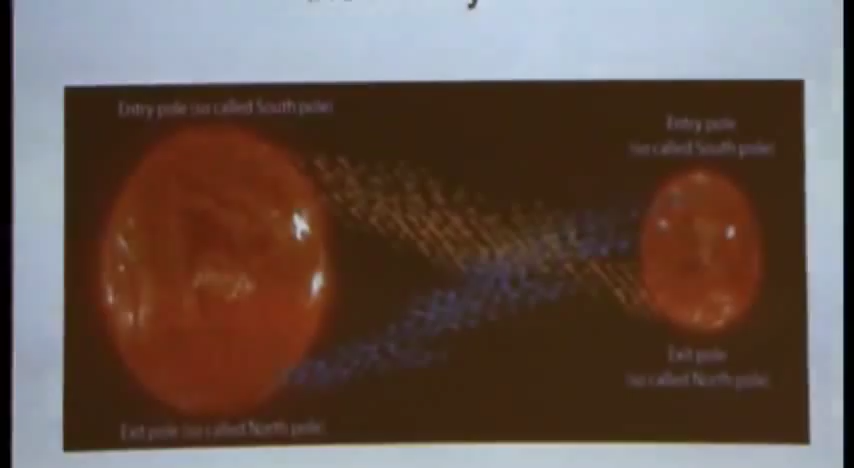 Entry pole (so called South pole)
Entry pole
(so called South pole)
Exit pole
(so called North pole)
Exit pole (so called North pole)